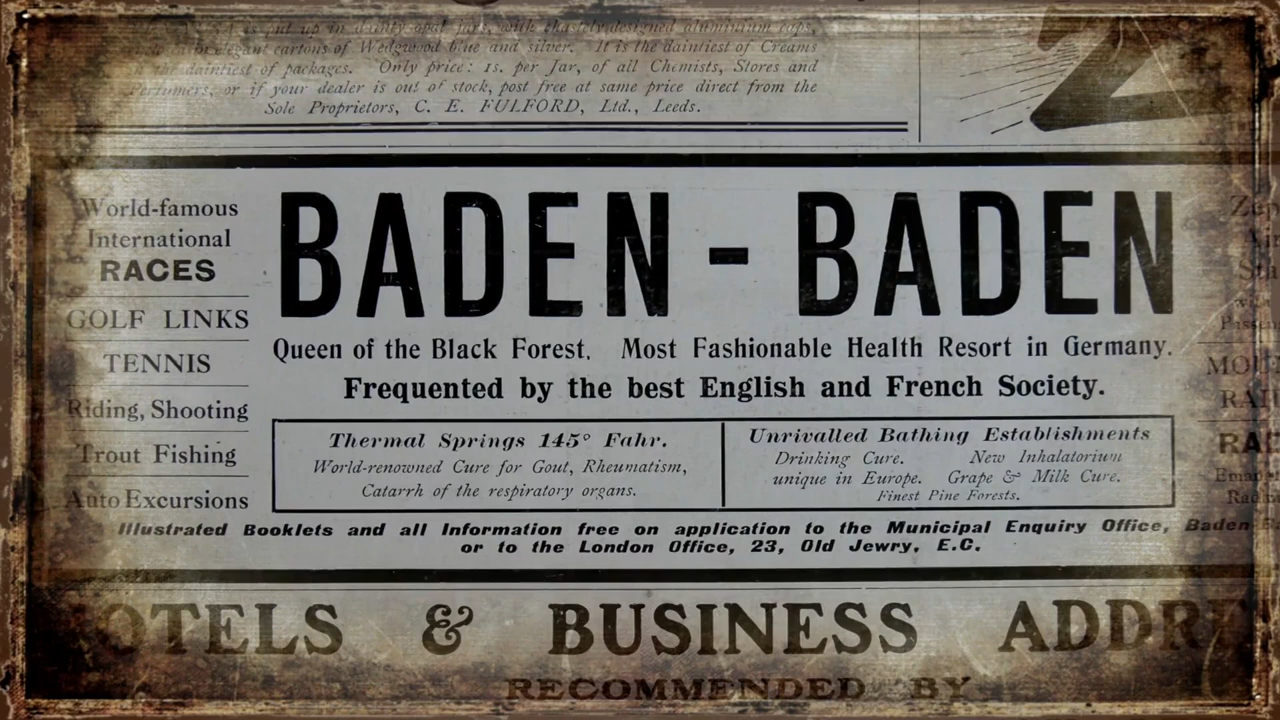 is put up in dainty opal jars, with chastely designed aluminium caps,
elegant cartons of Wedgwood blue and silver. It is the daintiest of Creams
the daintiest of packages. Only price: 1s. per Jar, of all Chemists, Stores and
Perfumers, or if your dealer is out of stock, post free at same price direct from the
Sole Proprietors, C. E. FULFORD, Ltd., Leeds.
World-famous
International
RACES
GOLF LINKS
TENNIS
Riding, Shooting
Trout Fishing
Auto Excursions
BADEN - BADEN
Queen of the Black Forest. Most Fashionable Health Resort in Germany.
Frequented by the best English and French Society.
Thermal Springs 145° Fahr.
World-renowned Cure for Gout, Rheumatism,
Catarrh of the respiratory organs.
Unrivalled Bathing Establishments
Drinking Cure. New Inhalatorium
unique in Europe. Grape & Milk Cure.
Finest Pine Forests.
Illustrated Booklets and all Information free on application to the Municipal Enquiry Office, Baden
or to the London Office, 23, Old Jewry, E.C.
OTELS & BUSINESS ADDRE
RECOMMENDED BY